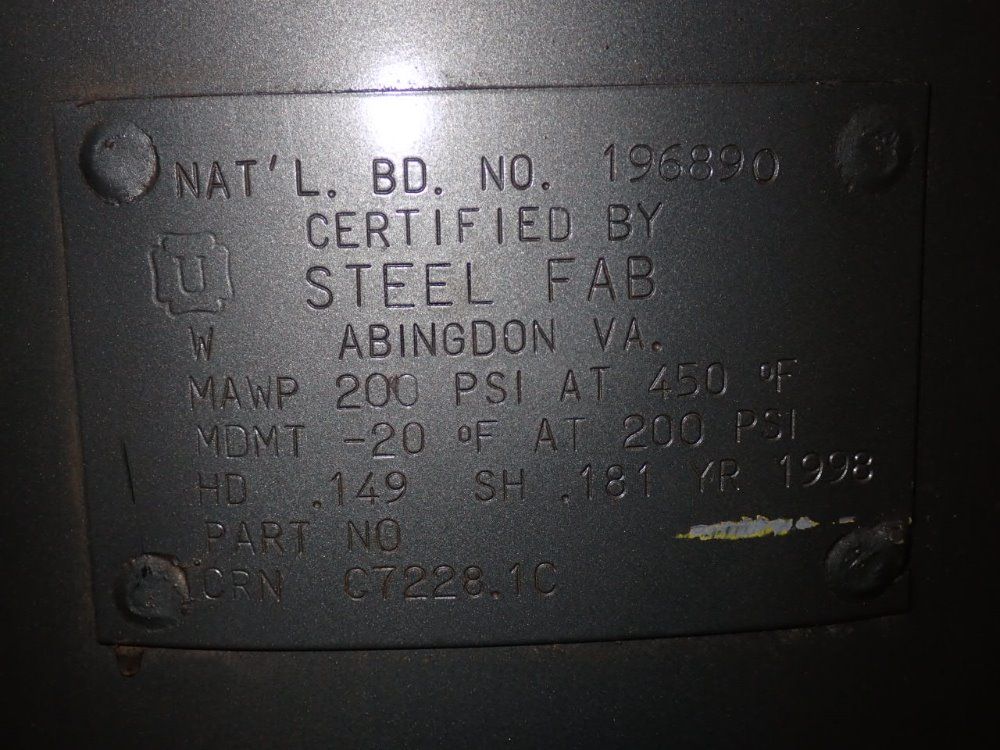 NAT'L. BD. NO. 196890
CERTIFIED BY
U STEEL FAB
W ABINGDON VA.
MAWP 200 PSI AT 450 °F
MDMT -20 °F AT 200 PSI
HD .149 SH .181 YR 1998
PART NO
CRN C7228.1C